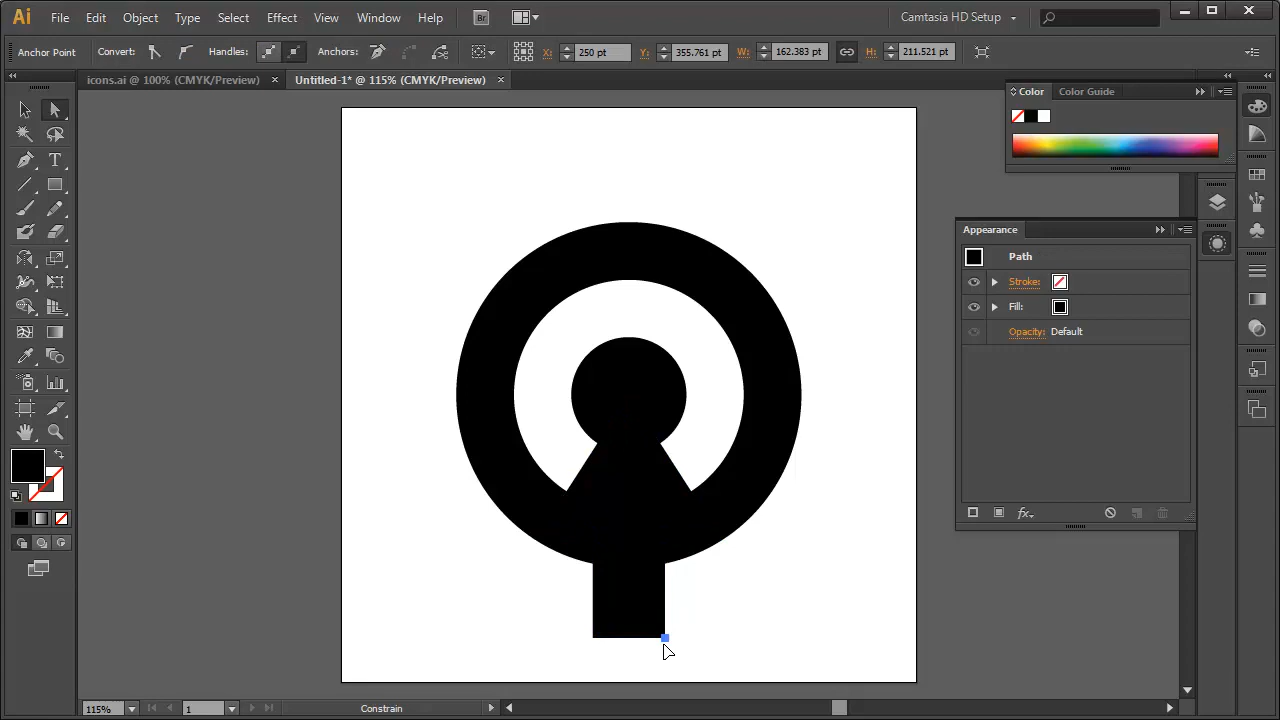 Ai File Edit Object Type Select Effect View Window Help Br Camtasia HD Setup
Anchor Point Convert: Handles: Anchors: X: 250 pt Y: 355.761 pt W: 162.383 pt H: 211.521 pt
icons.ai @ 100% (CMYK/Preview) × Untitled-1* @ 115% (CMYK/Preview) ×
Color Color Guide
T
Appearance
Path
Stroke:
Fill:
Opacity: Default
fx
115% 1 Constrain